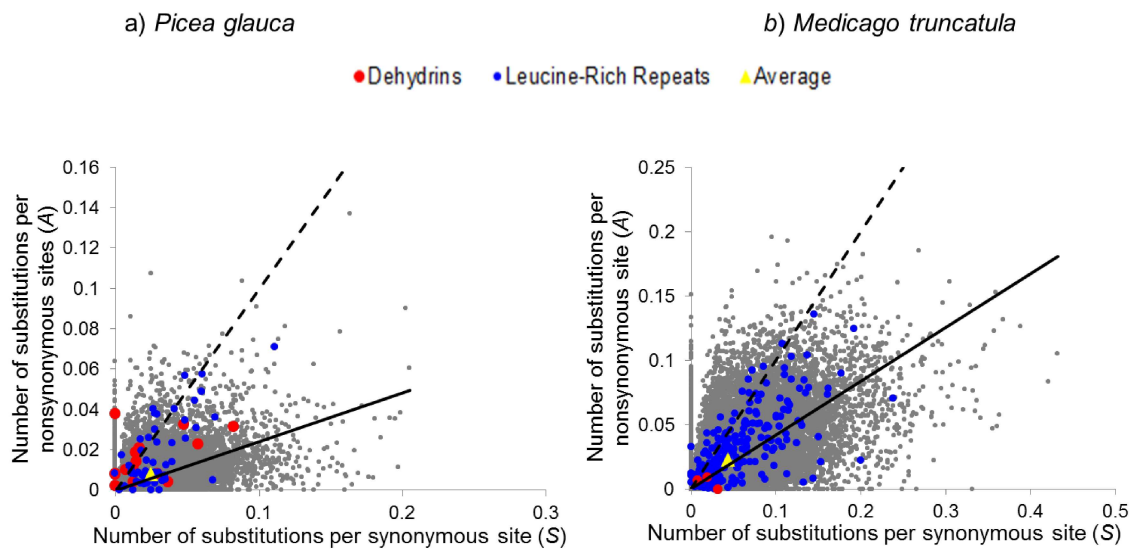 a) Picea glauca
b) Medicago truncatula
Dehydrins
Leucine-Rich Repeats
Average
Number of substitutions per
nonsynonymous sites (A)
0.16
0.14
0.12
0.1
0.08
0.06
0.04
0.02
0
0
0.1
0.2
0.3
Number of substitutions per synonymous site (S)
Number of substitutions per
nonsynonymous site (A)
0.25
0.2
0.15
0.1
0.05
0
0
0.1
0.2
0.3
0.4
0.5
Number of substitutions per synonymous site (S)